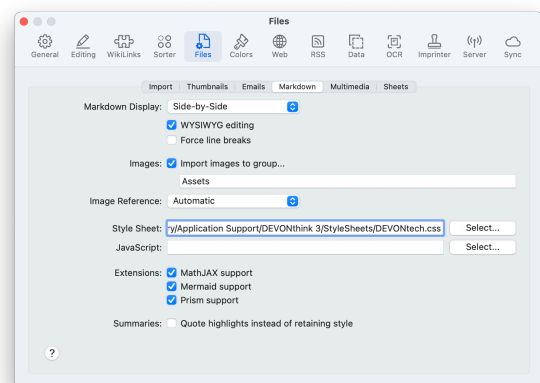 Files
General Editing WikiLinks Sorter Files Colors Web RSS Data OCR Imprinter Server Sync
Import Thumbnails Emails Markdown Multimedia Sheets
Markdown Display: Side-by-Side
WYSIWYG editing
Force line breaks
Images: Import images to group...
Assets
Image Reference: Automatic
Style Sheet: ry/Application Support/DEVONthink 3/StyleSheets/DEVONtech.css Select...
JavaScript: Select...
Extensions: MathJAX support
Mermaid support
Prism support
Summaries: Quote highlights instead of retaining style
?